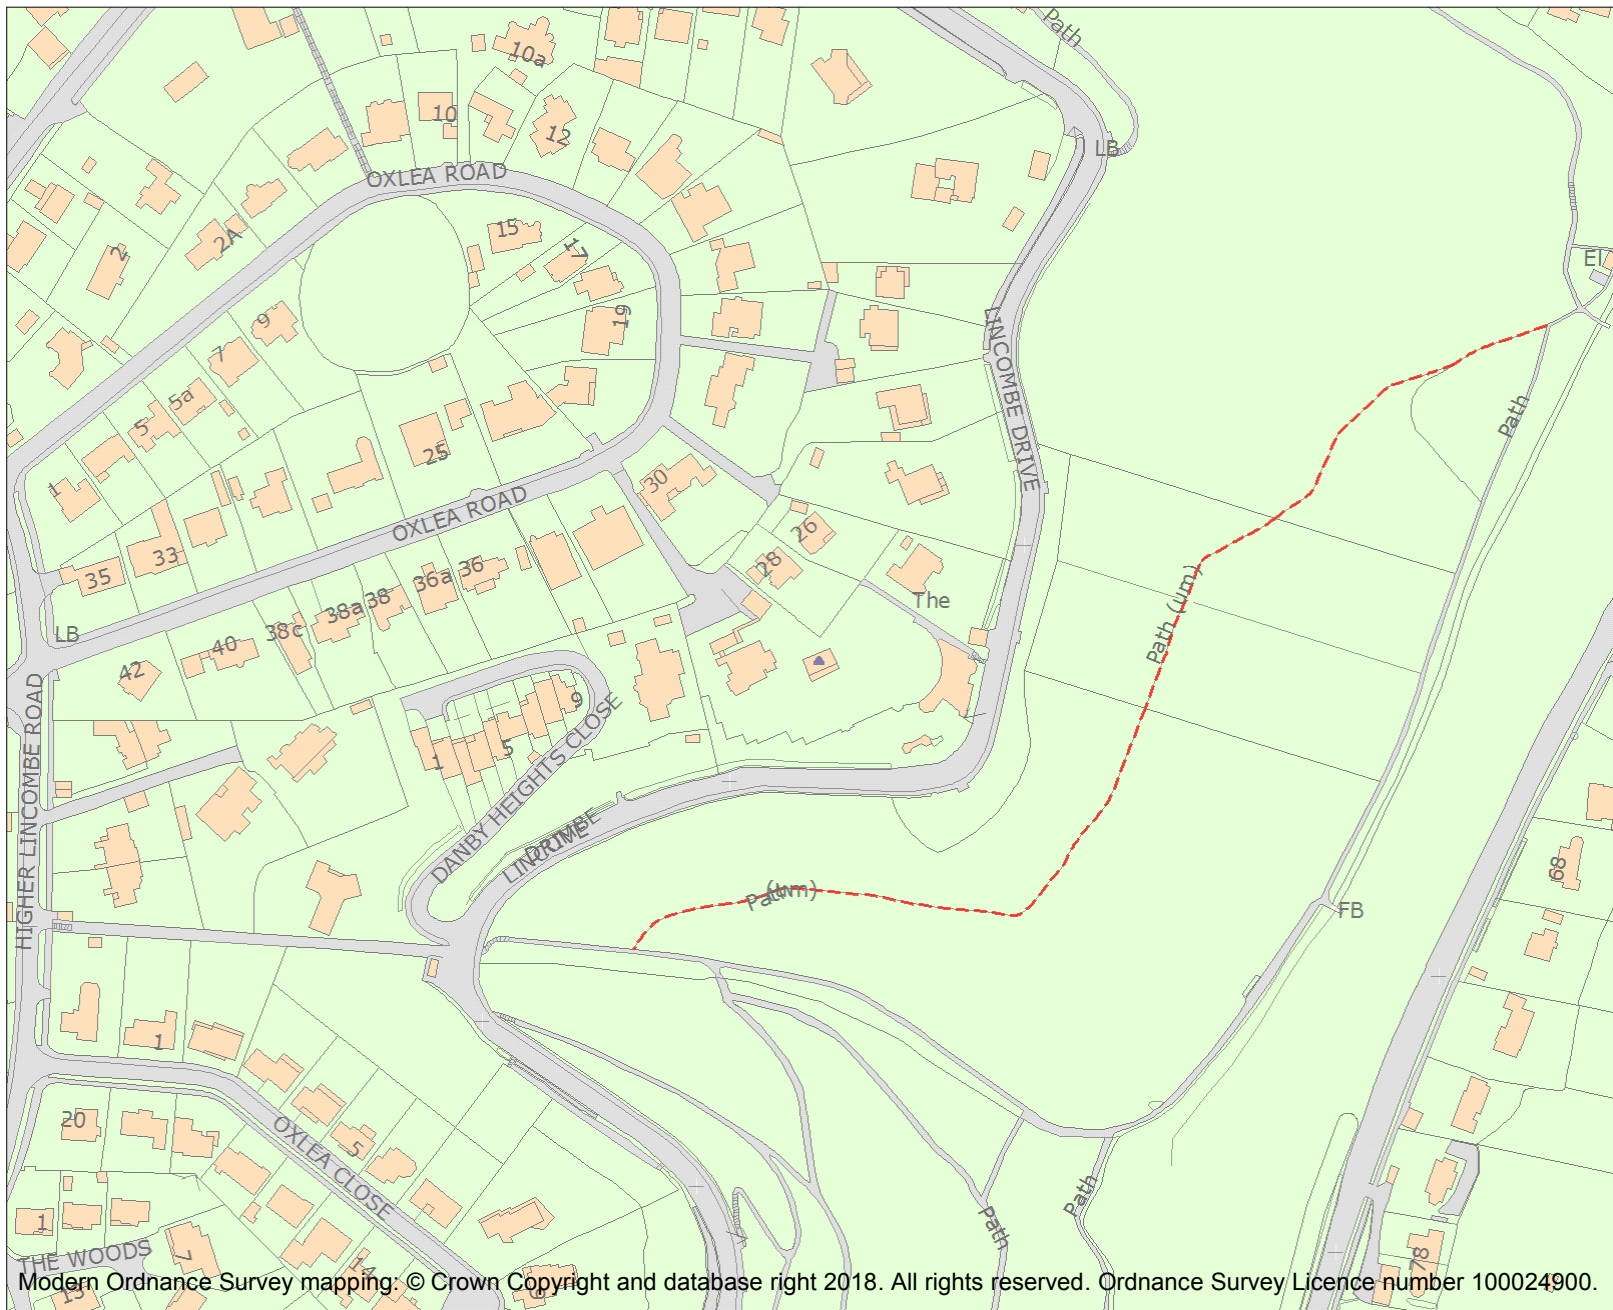 Path
10a
10
12
LB
OXLEA ROAD
15
17
2A
2
El
19
9
LINCOMBE DRIVE
7
5a
5
Path
25
30
1
OXLEA ROAD
26
33
28
36
36a
35
38
38a
The
Path (um)
38c
LB
40
42
9
5
1
DANBY HEIGHTS CLOSE
HIGHER LINCOMBE ROAD
LINCOMBE
DRIVE
68
Path
(um)
FB
1
20
5
OXLEA CLOSE
Path
Path
1
THE WOODS
7
14
78
13
Modern Ordnance Survey mapping: © Crown Copyright and database right 2018. All rights reserved. Ordnance Survey Licence number 100024900.